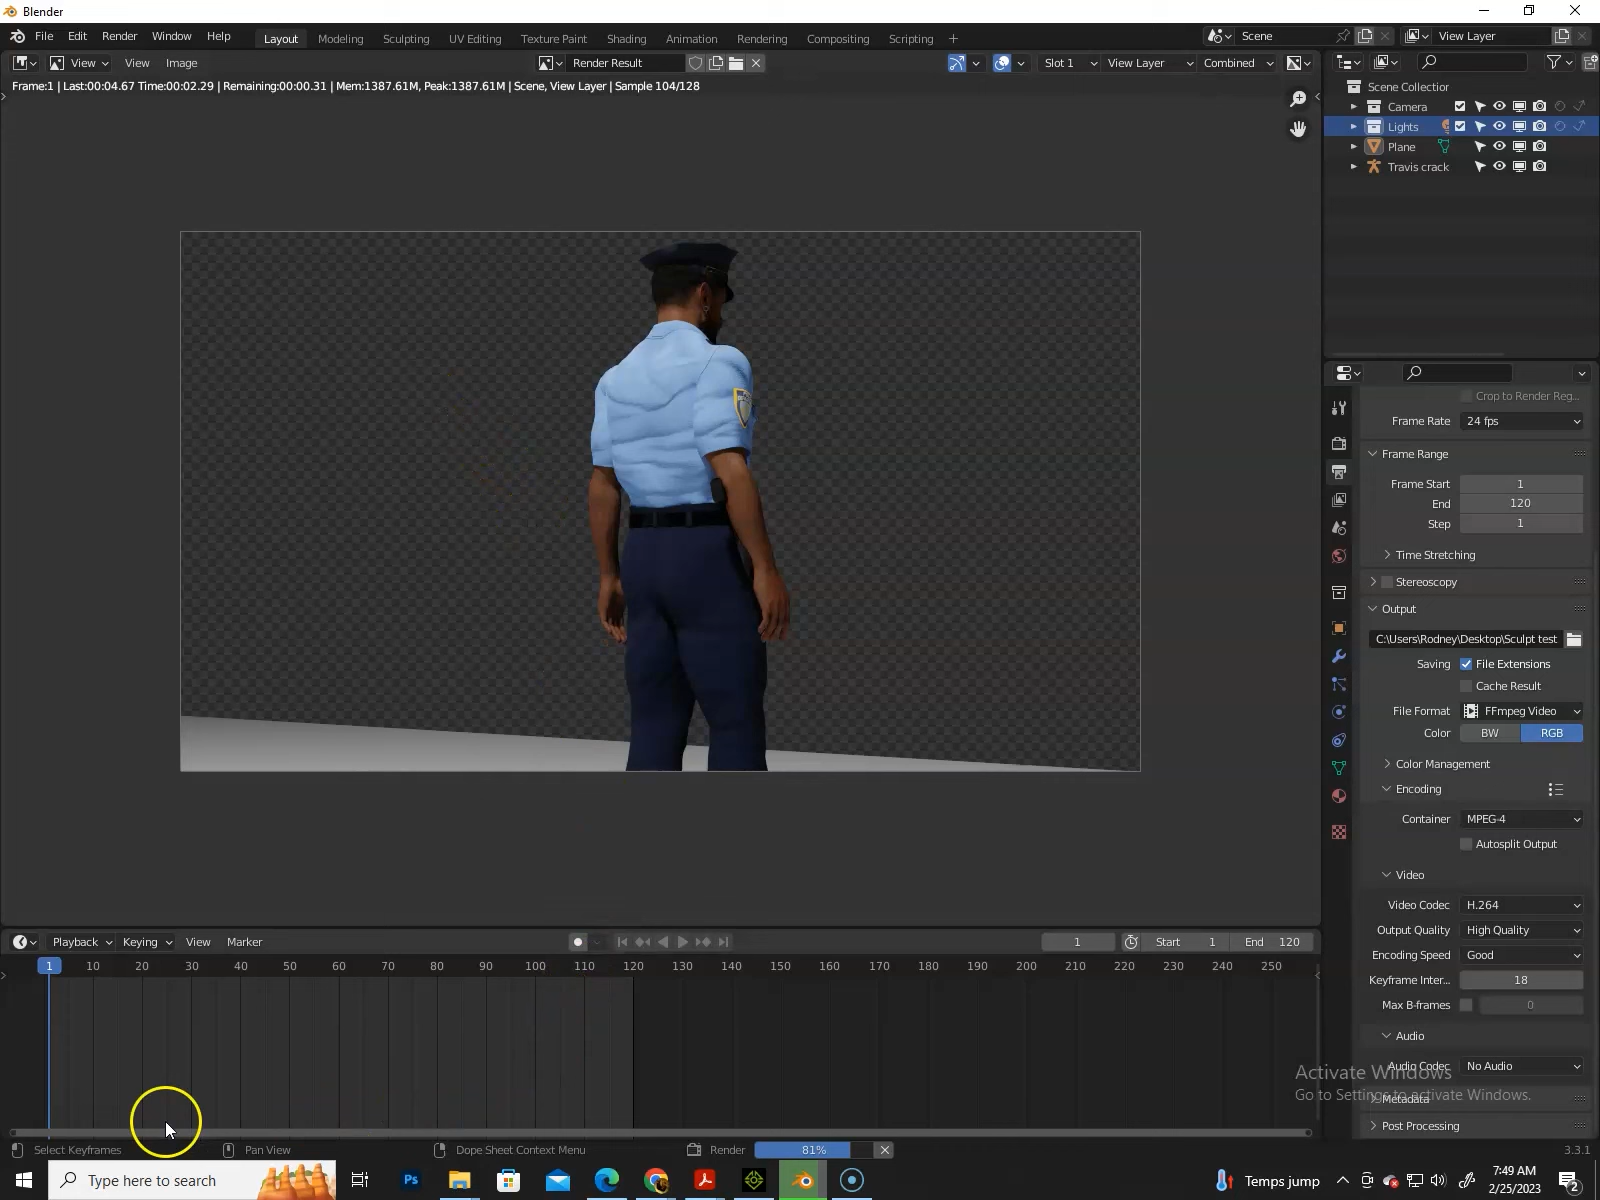 Blender
File Edit Render Window Help Layout Modeling Sculpting UV Editing Texture Paint Shading Animation Rendering Compositing Scripting + Scene View Layer
View View Image Render Result Slot 1 View Layer Combined
Frame:1 | Last:00:04.67 Time:00:02.29 | Remaining:00:00.31 | Mem:1387.61M, Peak:1387.61M | Scene, View Layer | Sample 104/128
Scene Collection
Camera
Lights
Plane
Travis crack
Crop to Render Reg...
Frame Rate 24 fps
Frame Range
Frame Start 1
End 120
Step 1
Time Stretching
Stereoscopy
Output
C:\Users\Rodney\Desktop\Sculpt test
Saving File Extensions
Cache Result
File Format FFmpeg Video
Color BW RGB
Color Management
Encoding
Container MPEG-4
Autosplit Output
Video
Video Codec H.264
Output Quality High Quality
Encoding Speed Good
Keyframe Inter... 18
Max B-frames 0
Audio
Audio Codec No Audio
Metadata
Post Processing
Activate Windows
Go to Settings to activate Windows.
Playback Keying View Marker 1 Start 1 End 120
1 10 20 30 40 50 60 70 80 90 100 110 120 130 140 150 160 170 180 190 200 210 220 230 240 250
Select Keyframes Pan View Dope Sheet Context Menu Render 81% 3.3.1
Type here to search Ps Temps jump 7:49 AM
2/25/2023 2